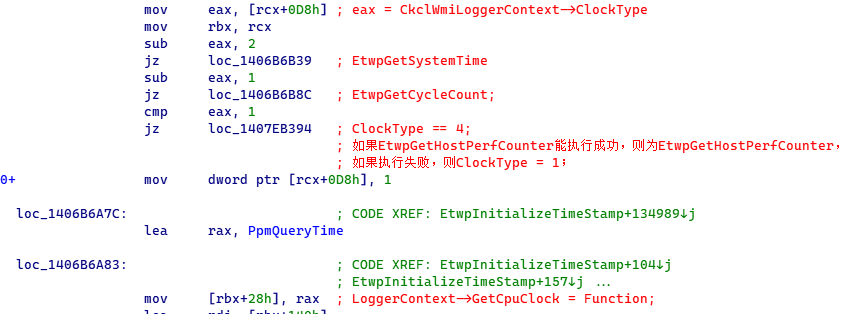 mov eax, [rcx+0D8h] ; eax = CkclWmiLoggerContext->ClockType
mov rbx, rcx
sub eax, 2
jz loc_1406B6B39 ; EtwpGetSystemTime
sub eax, 1
jz loc_1406B6B8C ; EtwpGetCycleCount;
cmp eax, 1
jz loc_1407EB394 ; ClockType == 4;
; 如果EtwpGetHostPerfCounter能执行成功，则为EtwpGetHostPerfCounter，
; 如果执行失败，则ClockType = 1；
0+ mov dword ptr [rcx+0D8h], 1
loc_1406B6A7C: ; CODE XREF: EtwpInitializeTimeStamp+134989↓j
lea rax, PpmQueryTime
loc_1406B6A83: ; CODE XREF: EtwpInitializeTimeStamp+104↓j
; EtwpInitializeTimeStamp+157↓j ...
mov [rbx+28h], rax ; LoggerContext->GetCpuClock = Function;